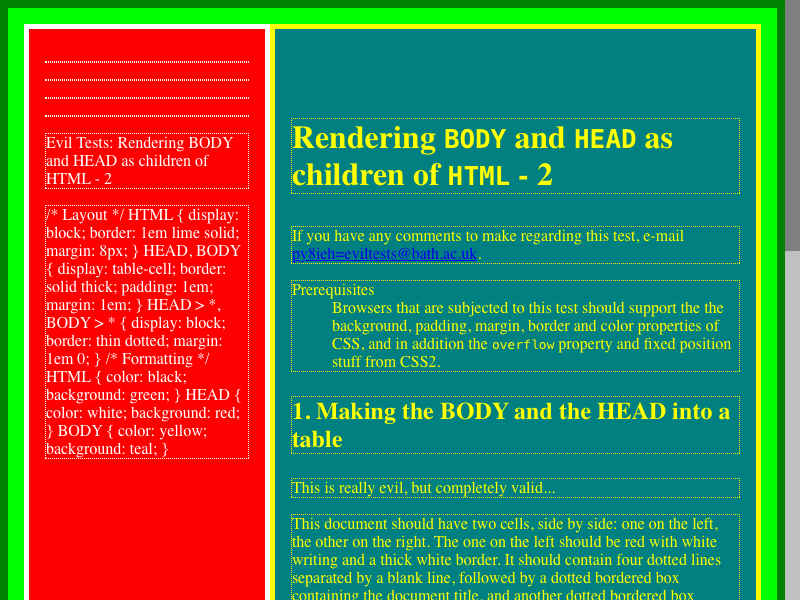 Evil Tests: Rendering BODY
and HEAD as children of
HTML - 2
/* Layout */ HTML { display:
block; border: 1em lime solid;
margin: 8px; } HEAD, BODY
{ display: table-cell; border:
solid thick; padding: 1em;
margin: 1em; } HEAD > *,
BODY > * { display: block;
border: thin dotted; margin:
1em 0; } /* Formatting */
HTML { color: black;
background: green; } HEAD {
color: white; background: red;
} BODY { color: yellow;
background: teal; }
Rendering BODY and HEAD as
children of HTML - 2
If you have any comments to make regarding this test, e-mail
py8ieh=eviltests@bath.ac.uk.
Prerequisites
Browsers that are subjected to this test should support the the
background, padding, margin, border and color properties of
CSS, and in addition the overflow property and fixed position
stuff from CSS2.
1. Making the BODY and the HEAD into a
table
This is really evil, but completely valid...
This document should have two cells, side by side: one on the left,
the other on the right. The one on the left should be red with white
writing and a thick white border. It should contain four dotted lines
separated by a blank line, followed by a dotted bordered box
containing the document title, and another dotted bordered box